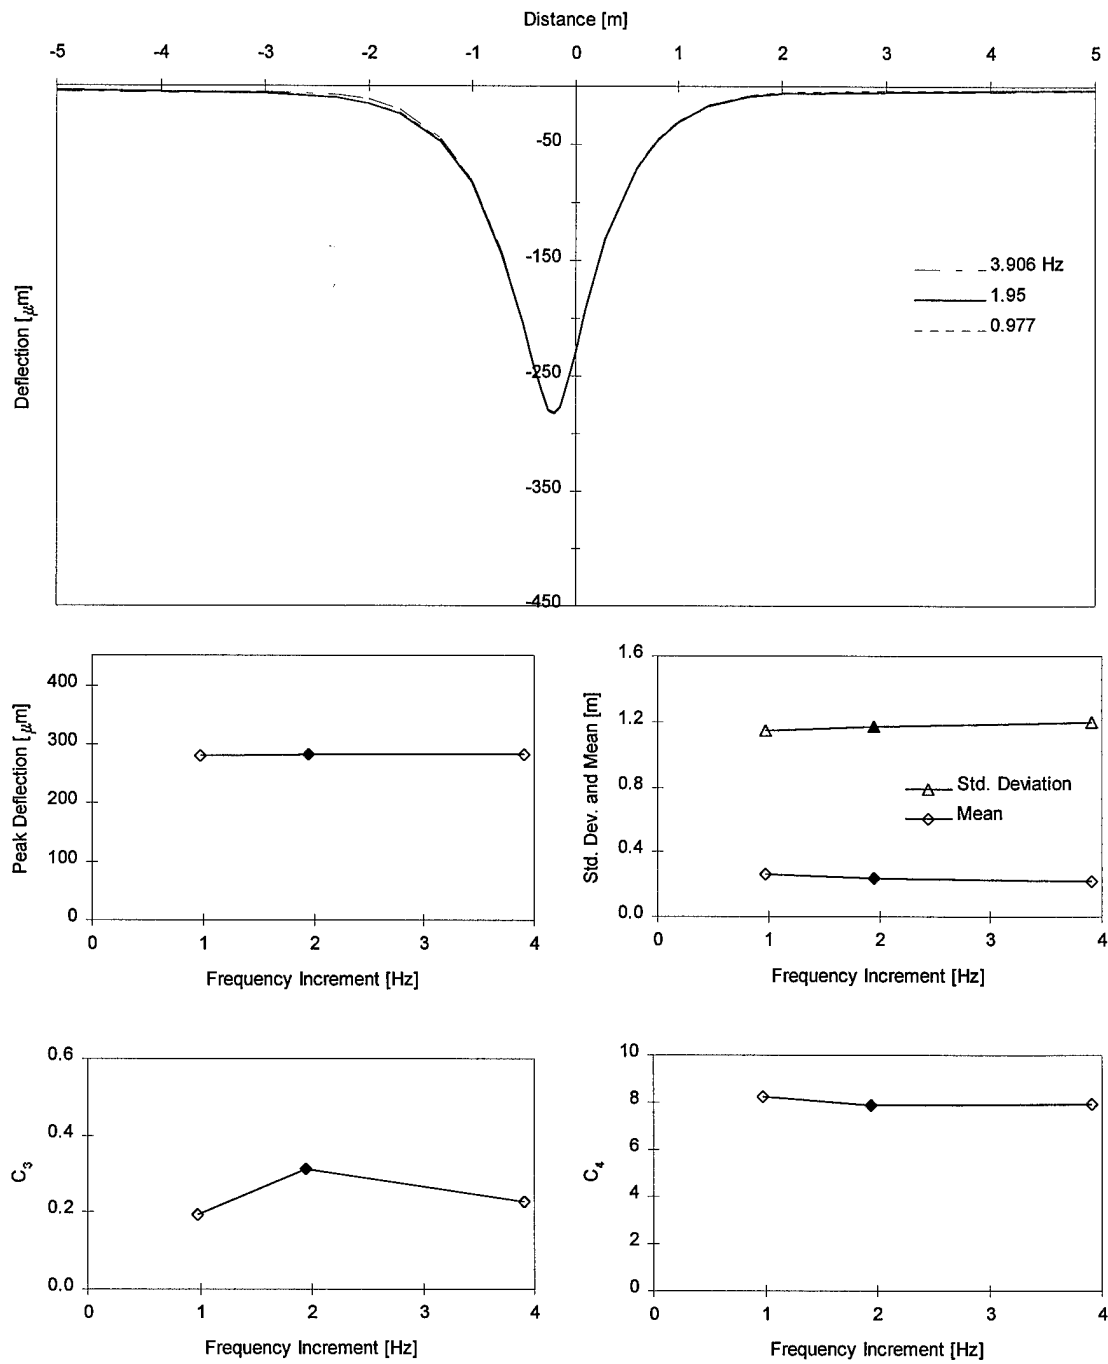 Distance [m]
-5 -4 -3 -2 -1 0 1 2 3 4 5
-50
-150
-250
-350
-450
Deflection [μm]
3.906 Hz
1.95
0.977
400
300
200
100
0
0 1 2 3 4
Peak Deflection [μm]
Frequency Increment [Hz]
1.6
1.2
0.8
0.4
0.0
0 1 2 3 4
Std. Dev. and Mean [m]
Std. Deviation
Mean
Frequency Increment [Hz]
0.6
0.4
0.2
0.0
0 1 2 3 4
C3
Frequency Increment [Hz]
10
8
6
4
2
0
0 1 2 3 4
C4
Frequency Increment [Hz]